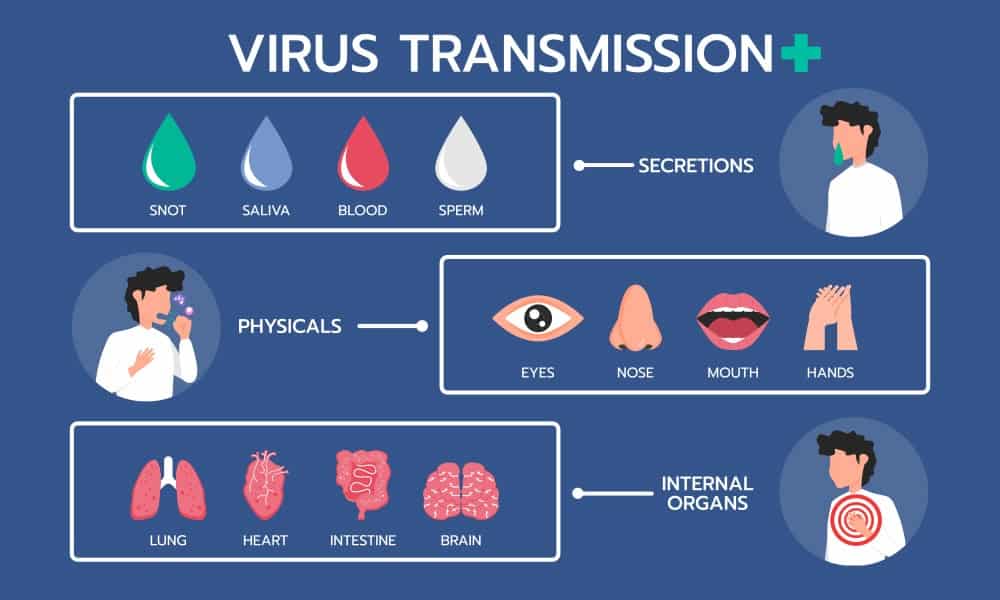 VIRUS TRANSMISSION
SNOT SALIVA BLOOD SPERM
SECRETIONS
PHYSICALS
EYES NOSE MOUTH HANDS
LUNG HEART INTESTINE BRAIN
INTERNAL
ORGANS